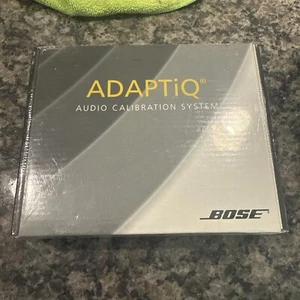 ADAPTiQ®
AUDIO CALIBRATION SYSTEM
BOSE